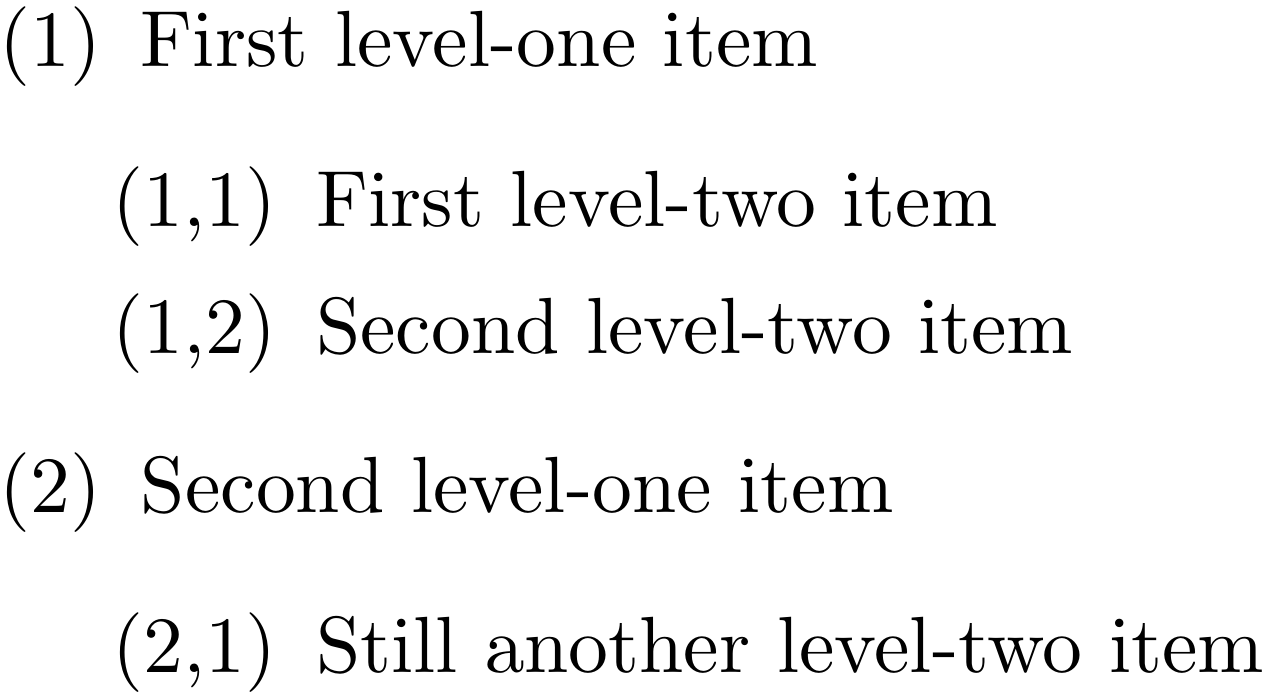 (1) First level-one item
(1,1) First level-two item
(1,2) Second level-two item
(2) Second level-one item
(2,1) Still another level-two item